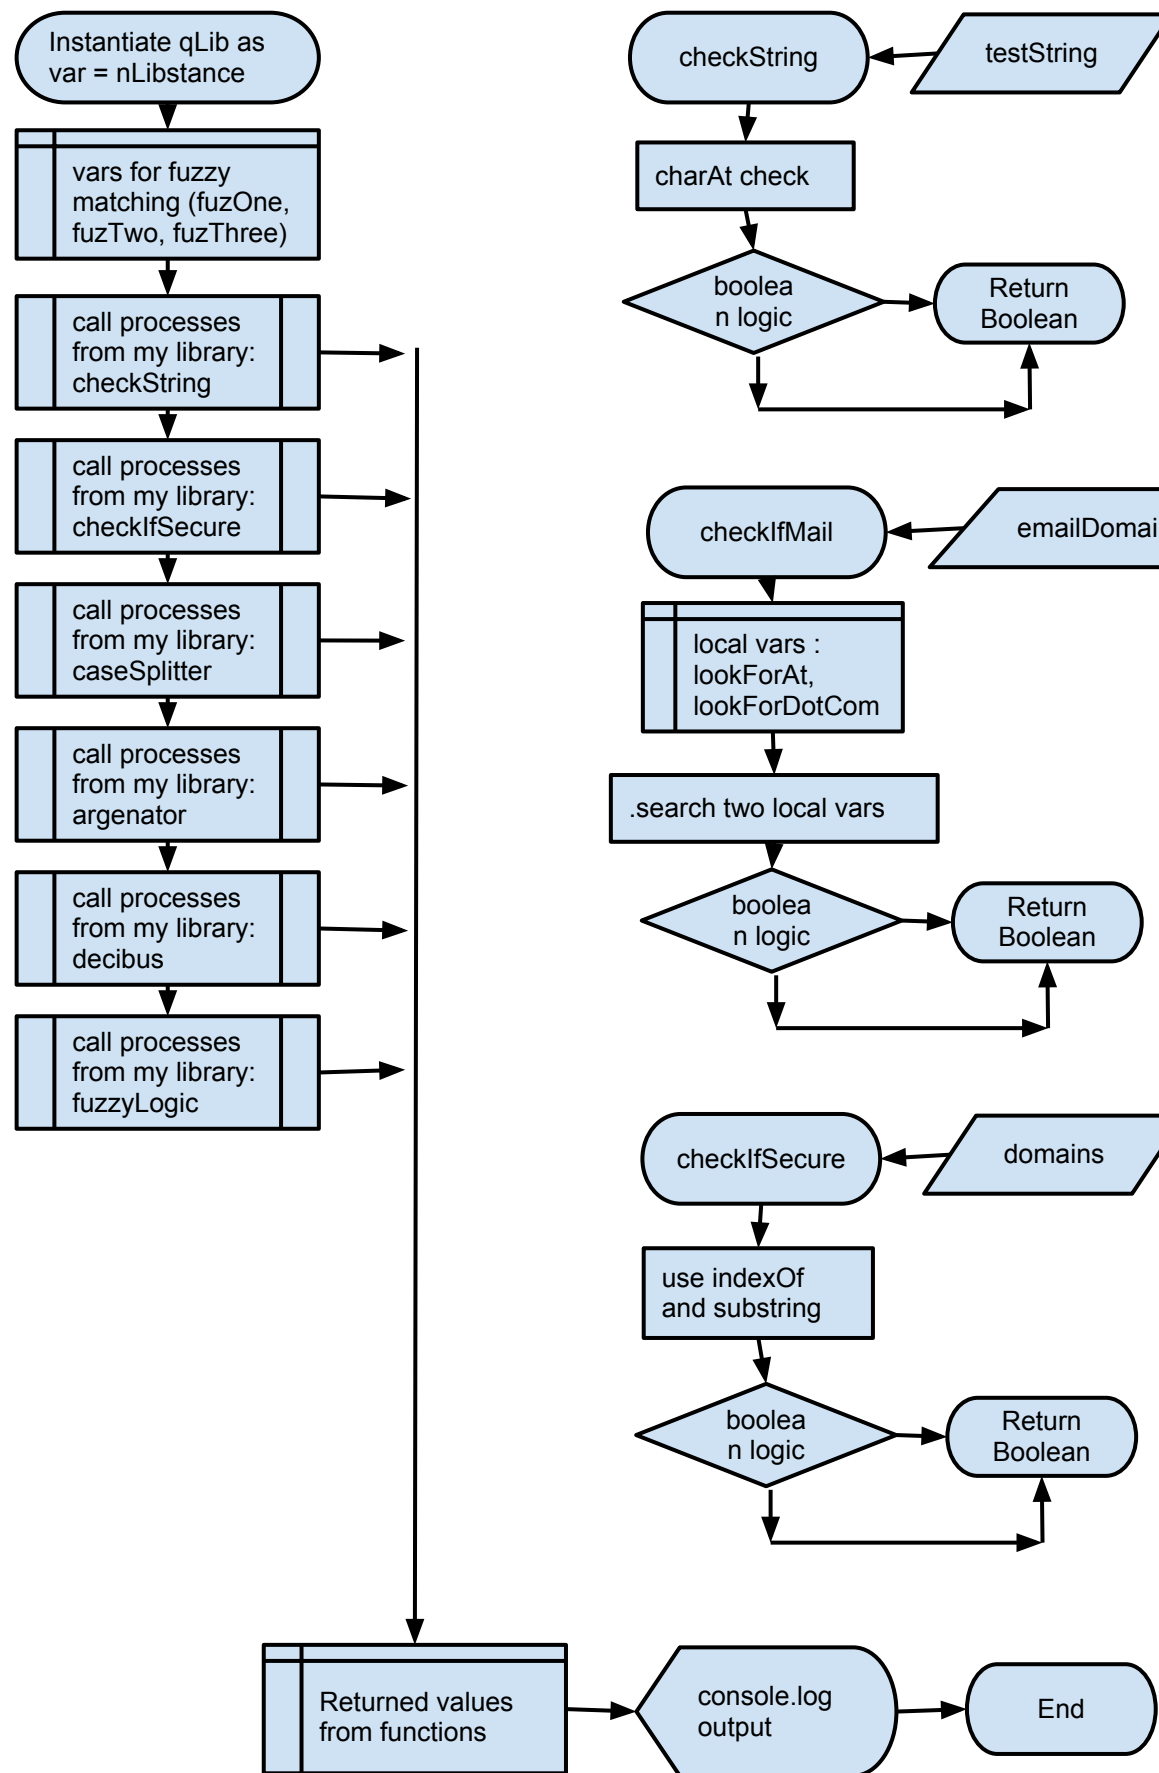 Instantiate qLib as
var = nLibstance
vars for fuzzy
matching (fuzOne,
fuzTwo, fuzThree)
call processes
from my library:
checkString
call processes
from my library:
checkIfSecure
call processes
from my library:
caseSplitter
call processes
from my library:
argenator
call processes
from my library:
decibus
call processes
from my library:
fuzzyLogic
checkString
testString
charAt check
boolea
n logic
Return
Boolean
checkIfMail
emailDomai
local vars :
lookForAt,
lookForDotCom
.search two local vars
boolea
n logic
Return
Boolean
checkIfSecure
domains
use indexOf
and substring
boolea
n logic
Return
Boolean
Returned values
from functions
console.log
output
End